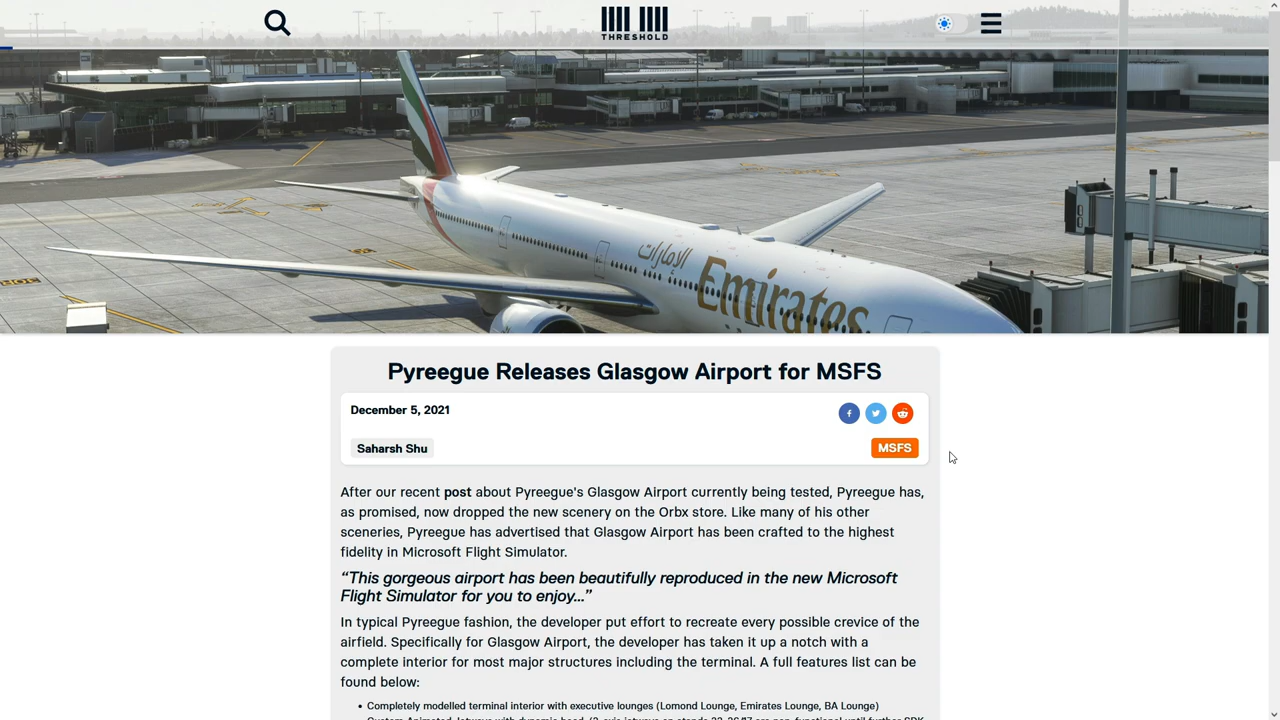 THRESHOLD
الإمارات
Emirates
Pyreegue Releases Glasgow Airport for MSFS
December 5, 2021
Saharsh Shu
MSFS
After our recent post about Pyreegue's Glasgow Airport currently being tested, Pyreegue has,
as promised, now dropped the new scenery on the Orbx store. Like many of his other
sceneries, Pyreegue has advertised that Glasgow Airport has been crafted to the highest
fidelity in Microsoft Flight Simulator.
“This gorgeous airport has been beautifully reproduced in the new Microsoft
Flight Simulator for you to enjoy…”
In typical Pyreegue fashion, the developer put effort to recreate every possible crevice of the
airfield. Specifically for Glasgow Airport, the developer has taken it up a notch with a
complete interior for most major structures including the terminal. A full features list can be
found below:
• Completely modelled terminal interior with executive lounges (Lomond Lounge, Emirates Lounge, BA Lounge)